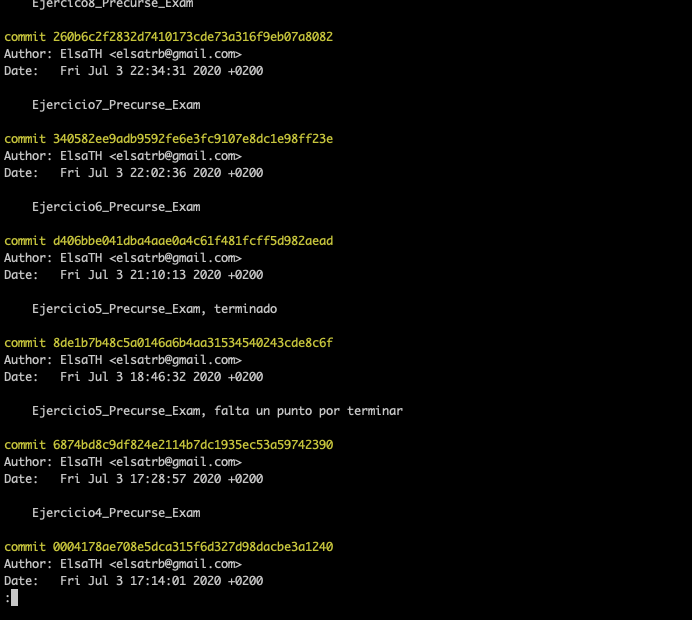 Ejercico8_Precurse_Exam
commit 260b6c2f2832d7410173cde73a316f9eb07a8082
Author: ElsaTH <elsatrb@gmail.com>
Date:   Fri Jul 3 22:34:31 2020 +0200
Ejercicio7_Precurse_Exam
commit 340582ee9adb9592fe6e3fc9107e8dc1e98ff23e
Author: ElsaTH <elsatrb@gmail.com>
Date:   Fri Jul 3 22:02:36 2020 +0200
Ejercicio6_Precurse_Exam
commit d406bbe041dba4aae0a4c61f481fcff5d982aead
Author: ElsaTH <elsatrb@gmail.com>
Date:   Fri Jul 3 21:10:13 2020 +0200
Ejercicio5_Precurse_Exam, terminado
commit 8de1b7b48c5a0146a6b4aa31534540243cde8c6f
Author: ElsaTH <elsatrb@gmail.com>
Date:   Fri Jul 3 18:46:32 2020 +0200
Ejercicio5_Precurse_Exam, falta un punto por terminar
commit 6874bd8c9df824e2114b7dc1935ec53a59742390
Author: ElsaTH <elsatrb@gmail.com>
Date:   Fri Jul 3 17:28:57 2020 +0200
Ejercicio4_Precurse_Exam
commit 0004178ae708e5dca315f6d327d98dacbe3a1240
Author: ElsaTH <elsatrb@gmail.com>
Date:   Fri Jul 3 17:14:01 2020 +0200
: